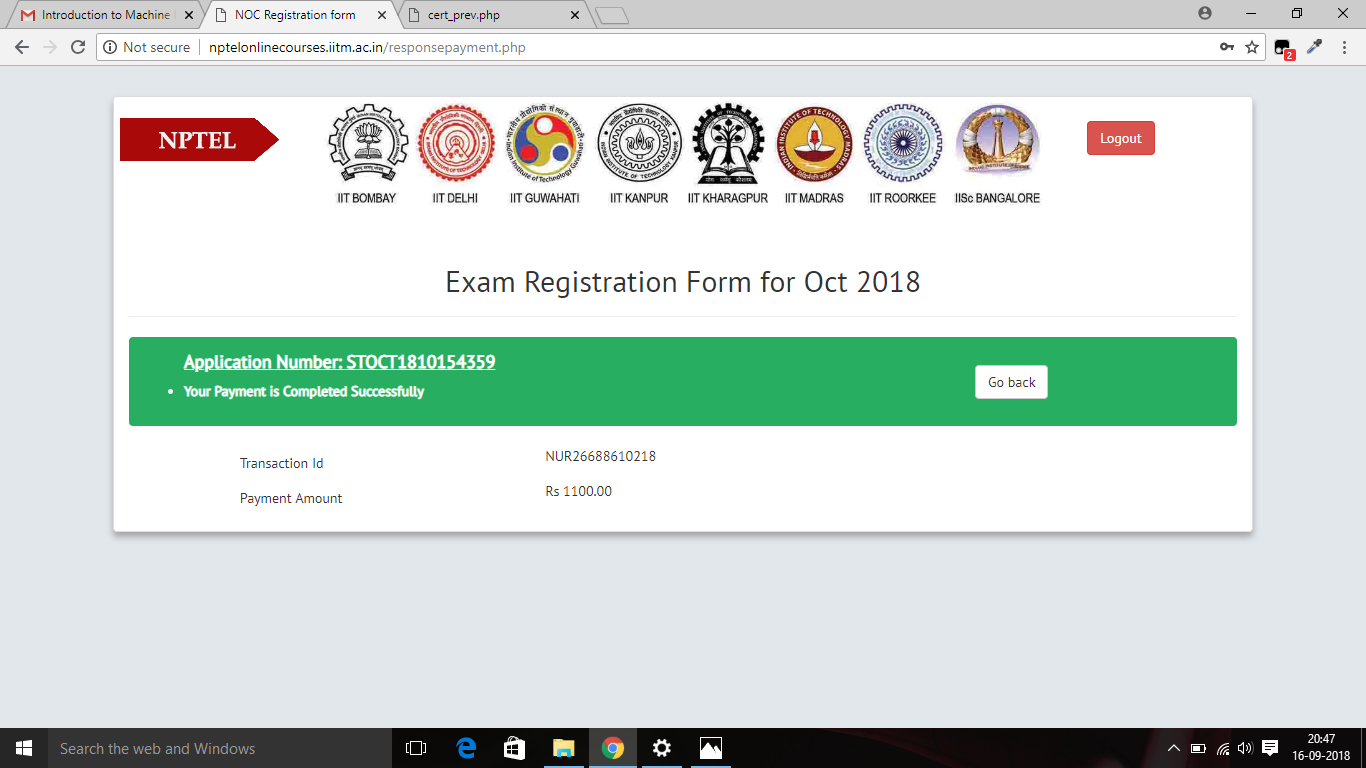 Introduction to Machine
NOC Registration form
cert_prev.php
Not secure
nptelonlinecourses.iitm.ac.in/responsepayment.php
2
NPTEL
Logout
IIT BOMBAY
IIT DELHI
IIT GUWAHATI
IIT KANPUR
IIT KHARAGPUR
IIT MADRAS
IIT ROORKEE
IISc BANGALORE
Exam Registration Form for Oct 2018
Application Number: STOCT1810154359
• Your Payment is Completed Successfully
Go back
Transaction Id
NUR26688610218
Payment Amount
Rs 1100.00
Search the web and Windows
20:47
16-09-2018